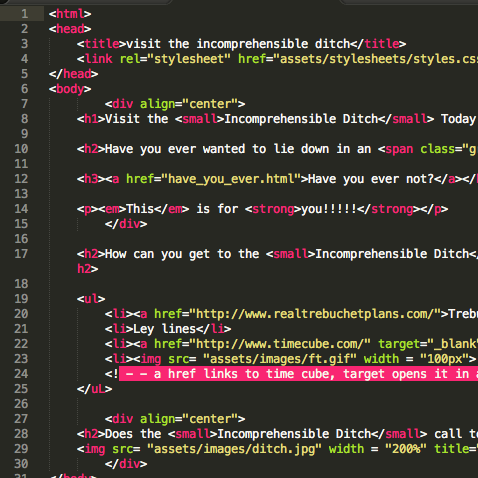 1 <html>
2 <head>
3 <title>visit the incomprehensible ditch</title>
4 <link rel="stylesheet" href="assets/stylesheets/styles.css
5 </head>
6 <body>
7 <div align="center">
8 <h1>Visit the <small>Incomprehensible Ditch</small> Today
9
10 <h2>Have you ever wanted to lie down in an <span class="g
11
12 <h3><a href="have_you_ever.html">Have you ever not?</a></
13
14 <p><em>This</em> is for <strong>you!!!!!</strong></p>
15 </div>
16
17 <h2>How can you get to the <small>Incomprehensible Ditch</
h2>
18
19 <ul>
20 <li><a href="http://www.realtrebuchetplans.com/">Treb
21 <li>Ley lines</li>
22 <li><a href="http://www.timecube.com/" target="_blank
23 <li><img src= "assets/images/ft.gif" width = "100px">
24 <! - - a href links to time cube, target opens it in a
25 </uL>
26
27 <div align="center">
28 <h2>Does the <small>Incomprehensible Ditch</small> call t
29 <img src= "assets/images/ditch.jpg" width = "200%" title=
30 </div>
31 </body>